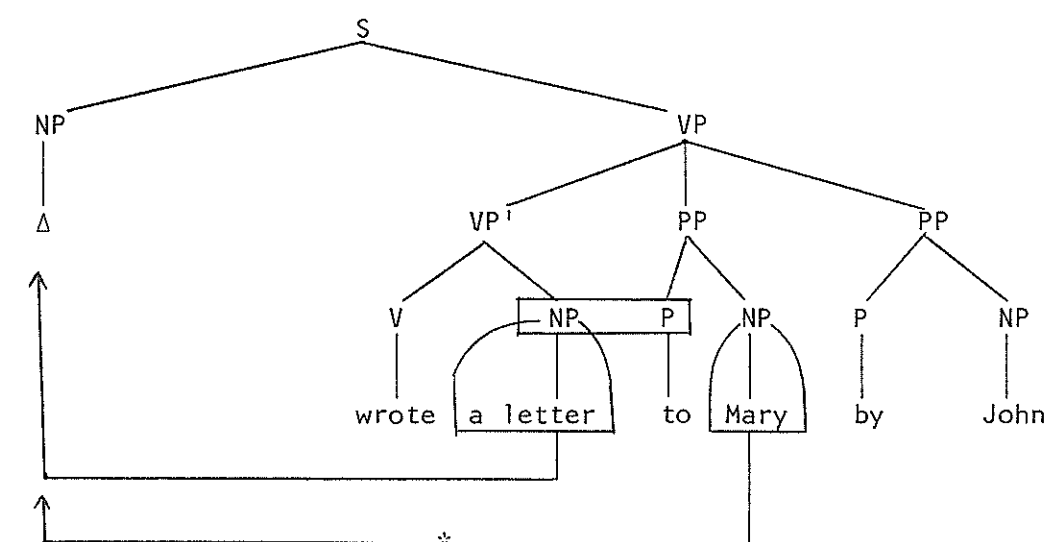 S
NP VP
Δ VP' PP PP
V NP P NP P NP
wrote a letter to Mary by John
*